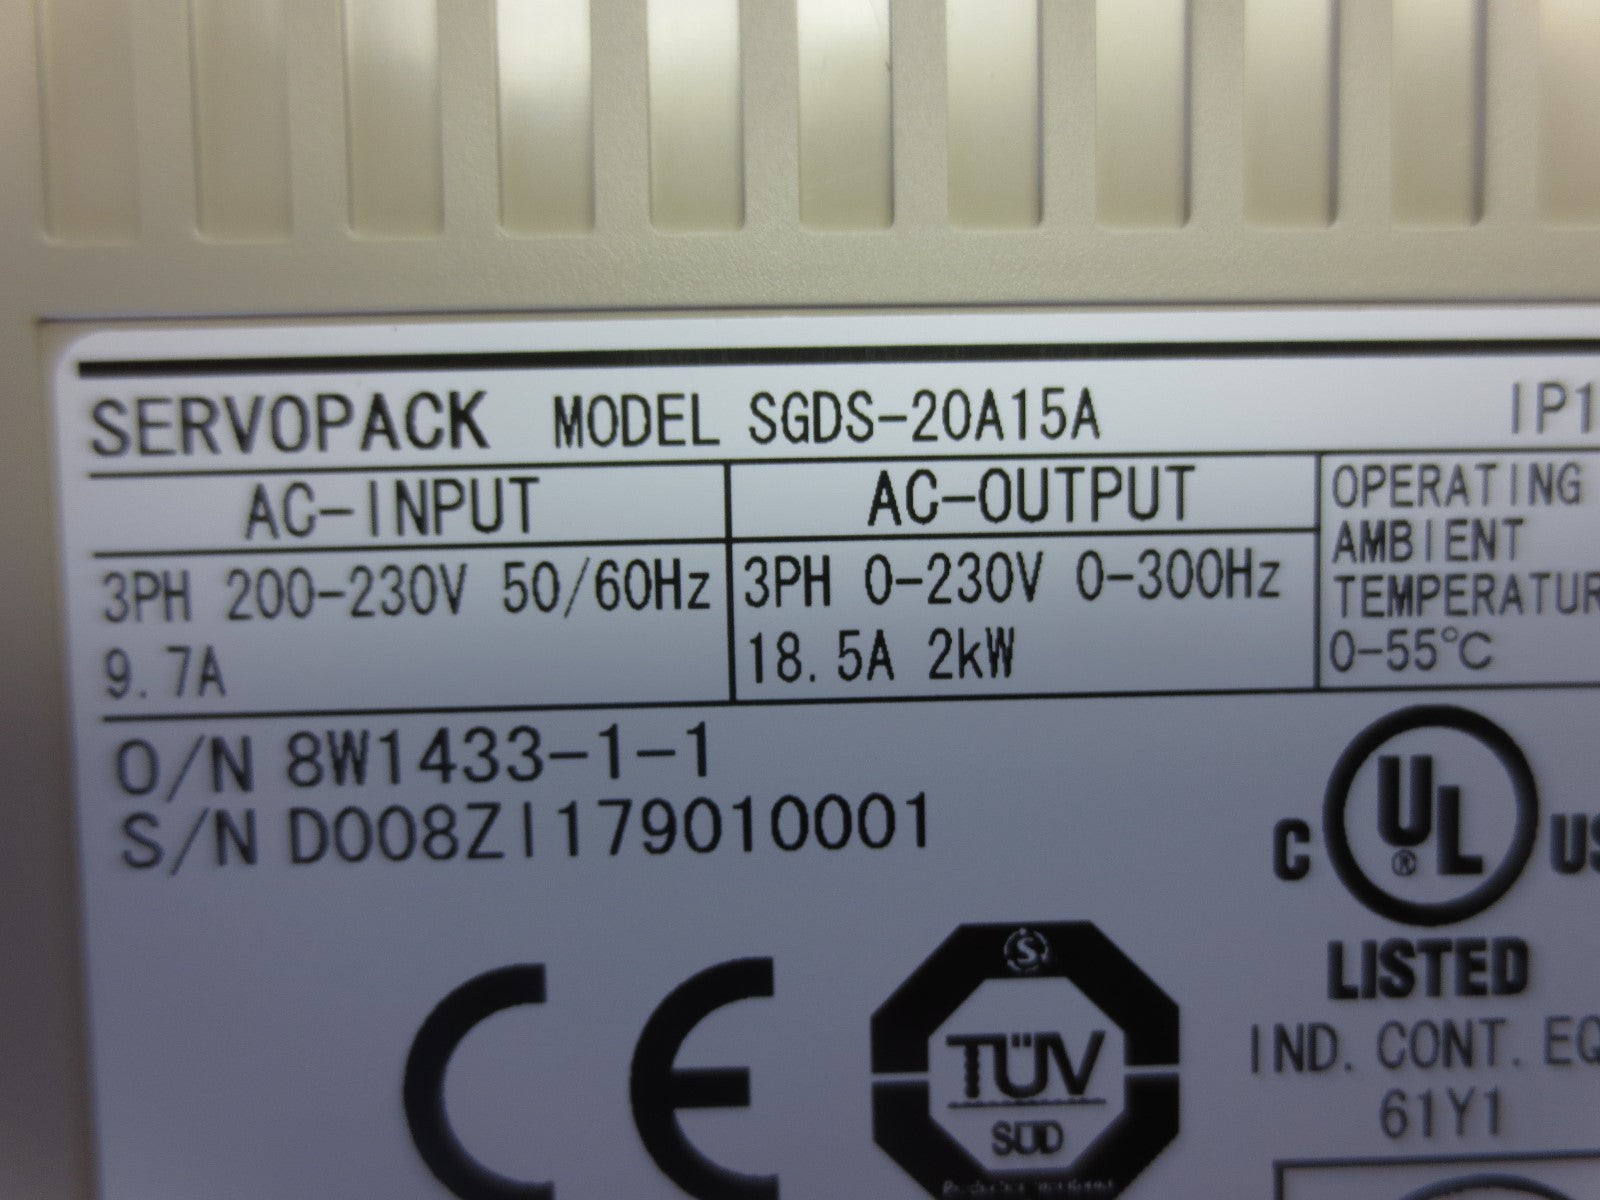 SERVOPACK MODEL SGDS-20A15A IP1
AC-INPUT
3PH 200-230V 50/60Hz
9.7A
AC-OUTPUT
3PH 0-230V 0-300Hz
18.5A 2kW
OPERATING
AMBIENT
TEMPERATUR
0-55°C
O/N 8W1433-1-1
S/N D008ZI179010001
C UL ® US
LISTED
IND. CONT. EQ
61Y1
CE
S
TÜV
SÜD